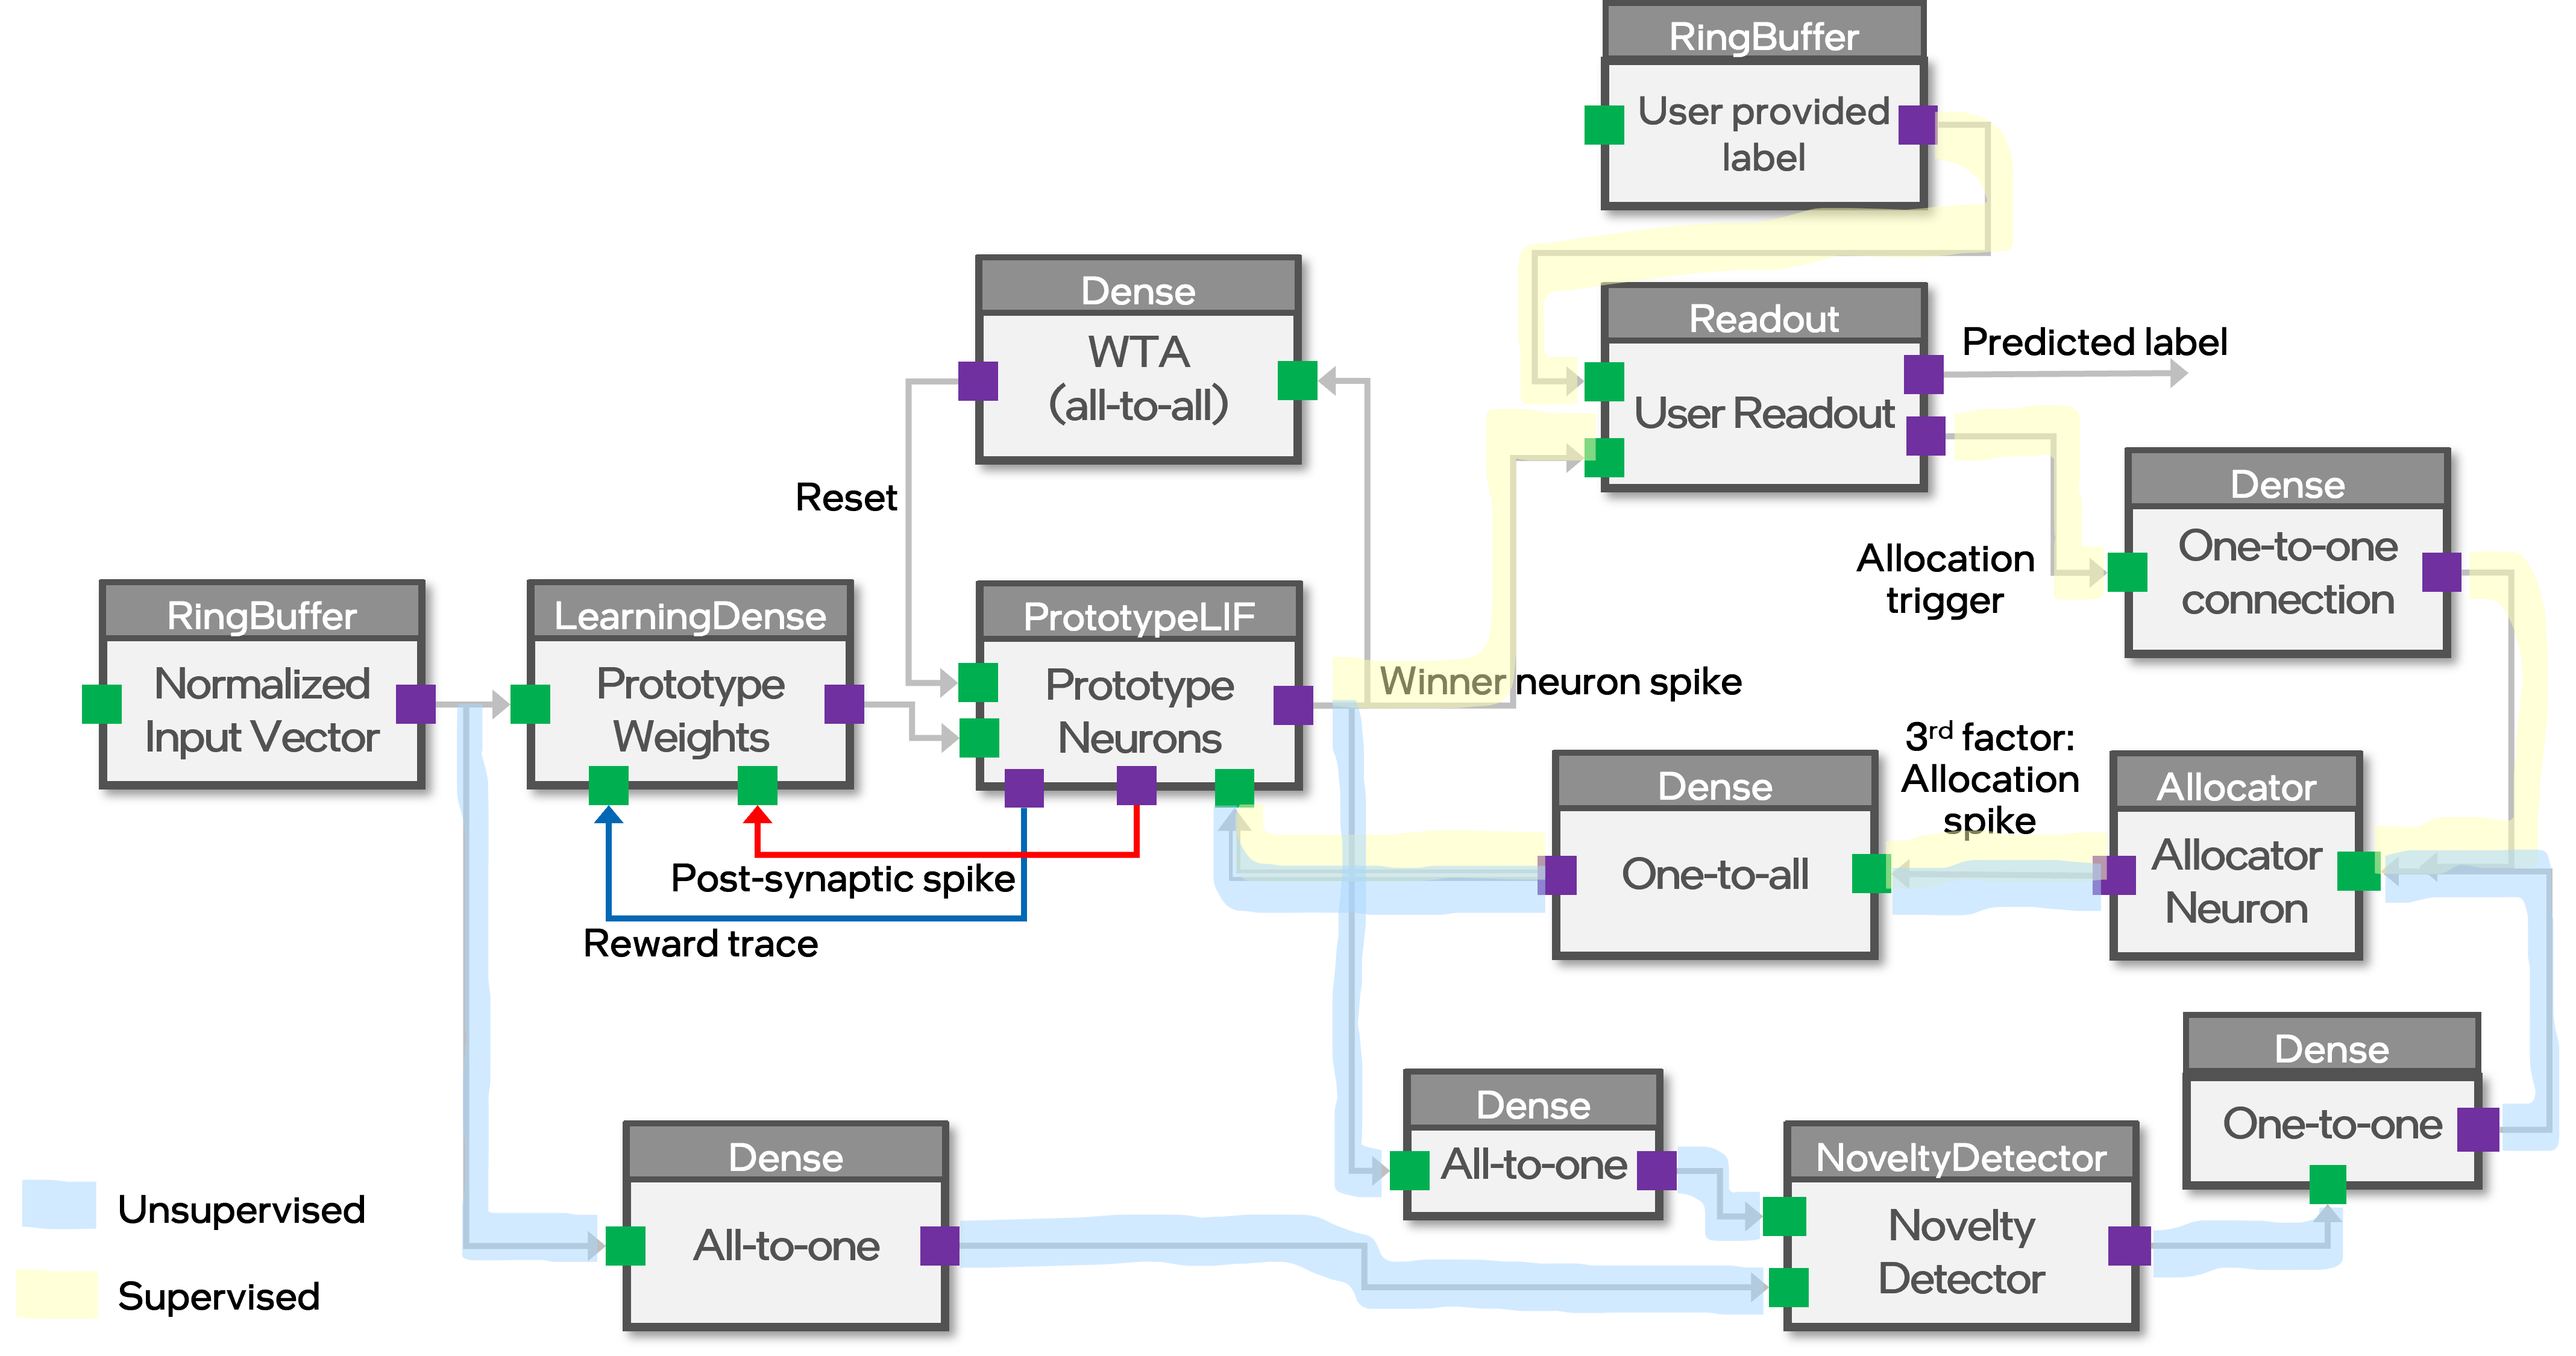 RingBuffer
User provided
label
Dense
WTA
(all-to-all)
Readout
User Readout
Predicted label
Reset
Dense
One-to-one
connection
Allocation
trigger
RingBuffer
Normalized
Input Vector
LearningDense
Prototype
Weights
PrototypeLIF
Prototype
Neurons
Winner neuron spike
3rd factor:
Allocation
spike
Dense
One-to-all
Allocator
Allocator
Neuron
Post-synaptic spike
Reward trace
Dense
One-to-one
Dense
All-to-one
Dense
All-to-one
NoveltyDetector
Novelty
Detector
Unsupervised
Supervised